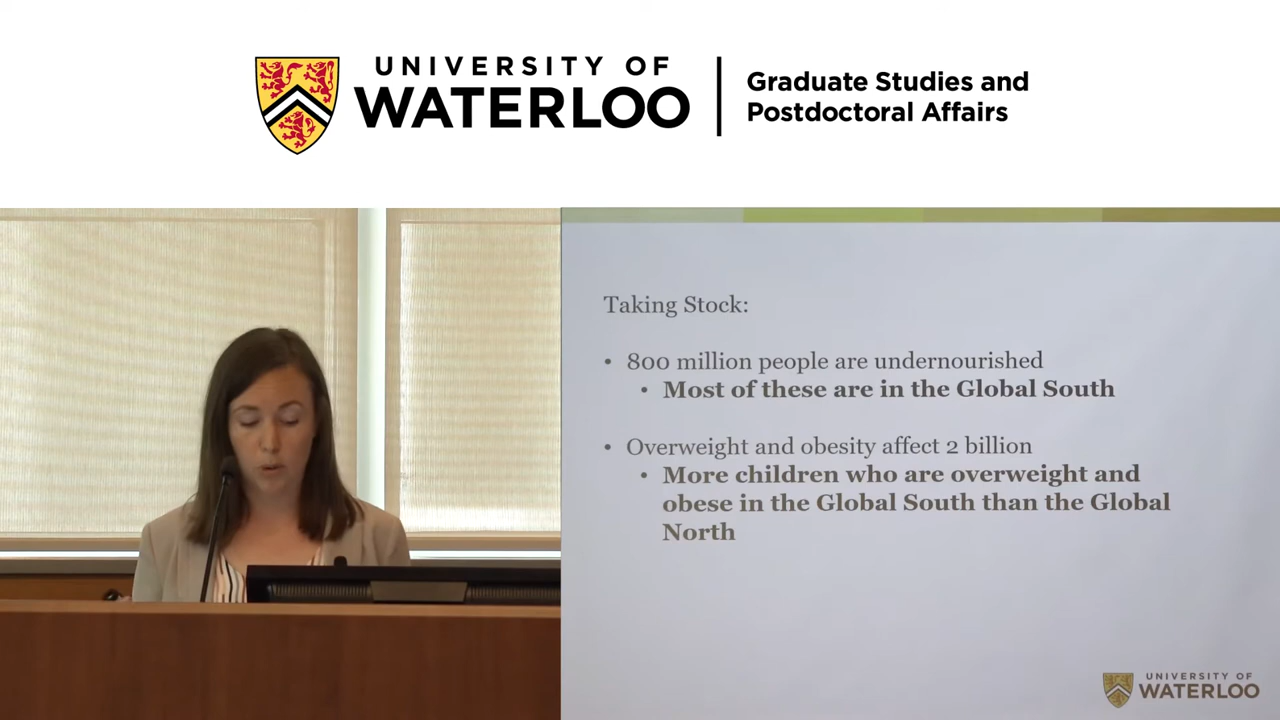 UNIVERSITY OF
WATERLOO
Graduate Studies and
Postdoctoral Affairs
Taking Stock:
• 800 million people are undernourished
• Most of these are in the Global South
• Overweight and obesity affect 2 billion
• More children who are overweight and
obese in the Global South than the Global
North
UNIVERSITY OF
WATERLOO